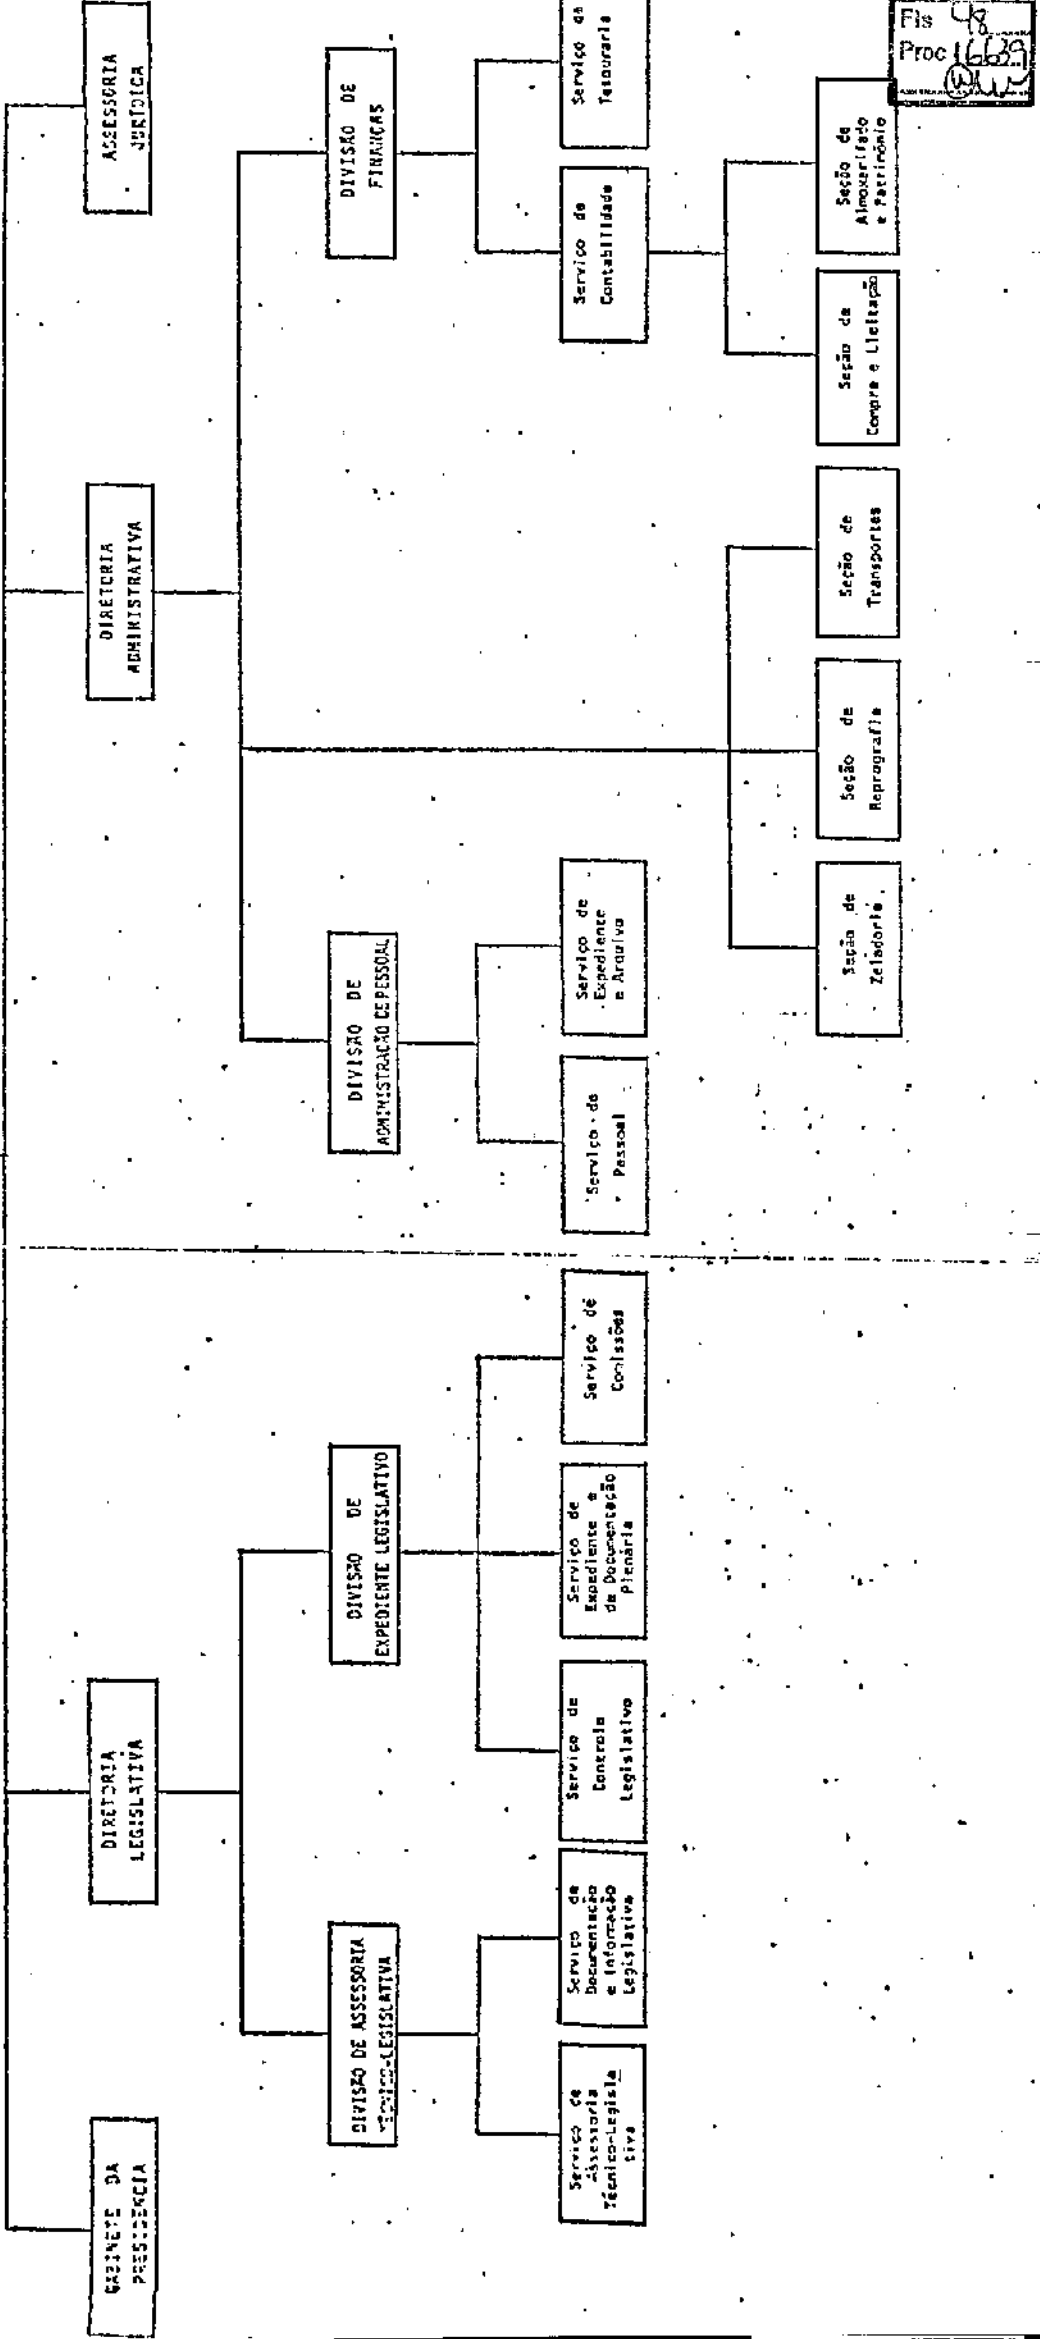 Fls 48
Proc 16639
GABINETE DA
PRESIDENCIA
DIRETORIA
LEGISLATIVA
DIRETORIA
ADMINISTRATIVA
ASSESSORIA
JURÍDICA
DIVISÃO DE ASSESSORIA
TÉCNICO-LEGISLATIVA
DIVISÃO DE
EXPEDIENTE LEGISLATIVO
DIVISÃO DE
ADMINISTRAÇÃO DE PESSOAL
DIVISÃO DE
FINANÇAS
Serviço de
Assessoria
Técnico-Legisla
tiva
Serviço de
Documentação
e Informação
Legislativa
Serviço de
Controle
Legislativo
Serviço de
Expediente e
de Documentação
Plenária
Serviço de
Comissões
Serviço de
Pessoal
Serviço de
Expediente
e Arquivo
Serviço de
Contabilidade
Serviço de
Tesouraria
Seção de
Zeladoria
Seção de
Reprografia
Seção de
Transportes
Seção de
Compra e Licitação
Seção de
Almoxarifado
e Patrimônio